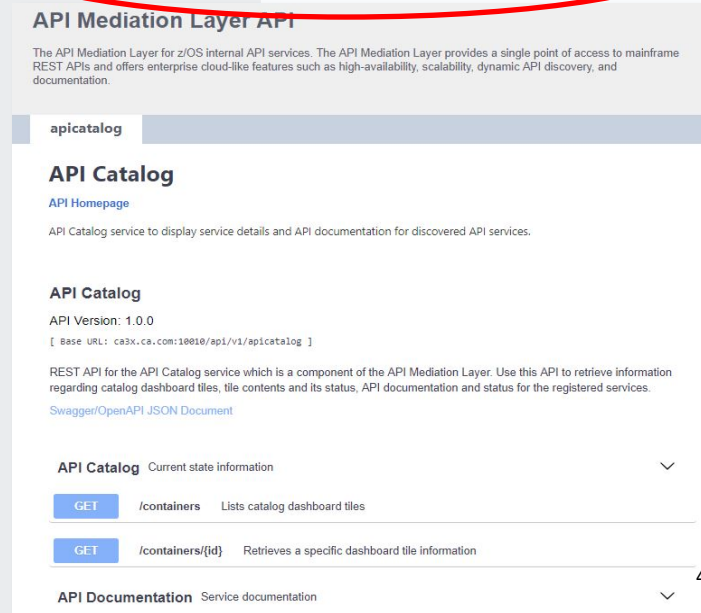 API Mediation Layer API
The API Mediation Layer for z/OS internal API services. The API Mediation Layer provides a single point of access to mainframe
REST APIs and offers enterprise cloud-like features such as high-availability, scalability, dynamic API discovery, and
documentation.
apicatalog
API Catalog
API Homepage
API Catalog service to display service details and API documentation for discovered API services.
API Catalog
API Version: 1.0.0
[ Base URL: ca3x.ca.com:10010/api/v1/apicatalog ]
REST API for the API Catalog service which is a component of the API Mediation Layer. Use this API to retrieve information
regarding catalog dashboard tiles, tile contents and its status, API documentation and status for the registered services.
Swagger/OpenAPI JSON Document
API Catalog Current state information
GET /containers Lists catalog dashboard tiles
GET /containers/{id} Retrieves a specific dashboard tile information
API Documentation Service documentation